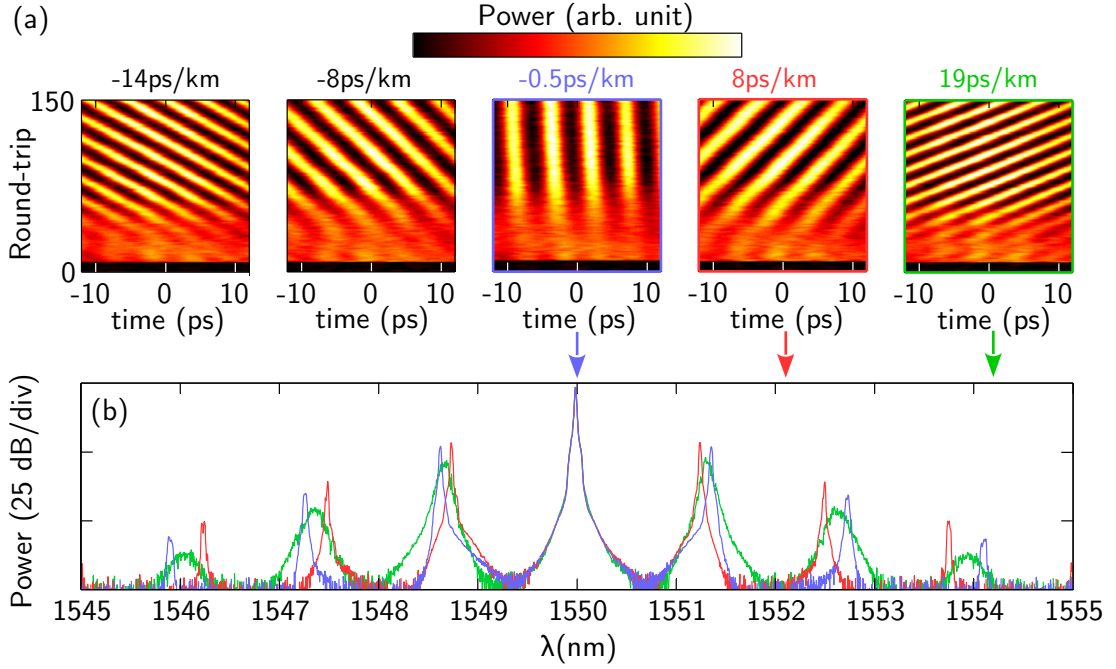 (a)
Power (arb. unit)
-14ps/km -8ps/km -0.5ps/km 8ps/km 19ps/km
150
Round-trip
0
-10 0 10 -10 0 10 -10 0 10 -10 0 10 -10 0 10
time (ps) time (ps) time (ps) time (ps) time (ps)
(b)
Power (25 dB/div)
1545 1546 1547 1548 1549 1550 1551 1552 1553 1554 1555
λ(nm)